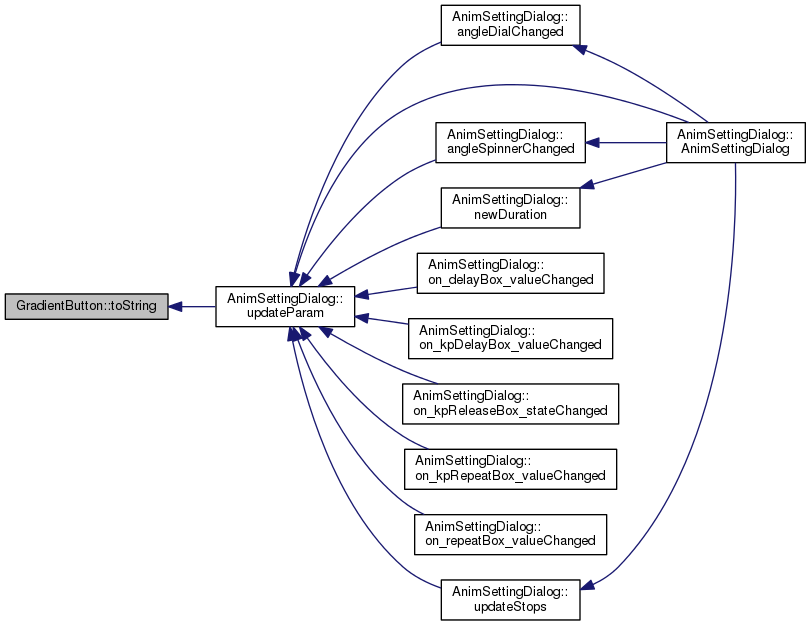 AnimSettingDialog::
angleDialChanged
AnimSettingDialog::
AnimSettingDialog
AnimSettingDialog::
angleSpinnerChanged
AnimSettingDialog::
newDuration
AnimSettingDialog::
on_delayBox_valueChanged
GradientButton::toString
AnimSettingDialog::
updateParam
AnimSettingDialog::
on_kpDelayBox_valueChanged
AnimSettingDialog::
on_kpReleaseBox_stateChanged
AnimSettingDialog::
on_kpRepeatBox_valueChanged
AnimSettingDialog::
on_repeatBox_valueChanged
AnimSettingDialog::
updateStops